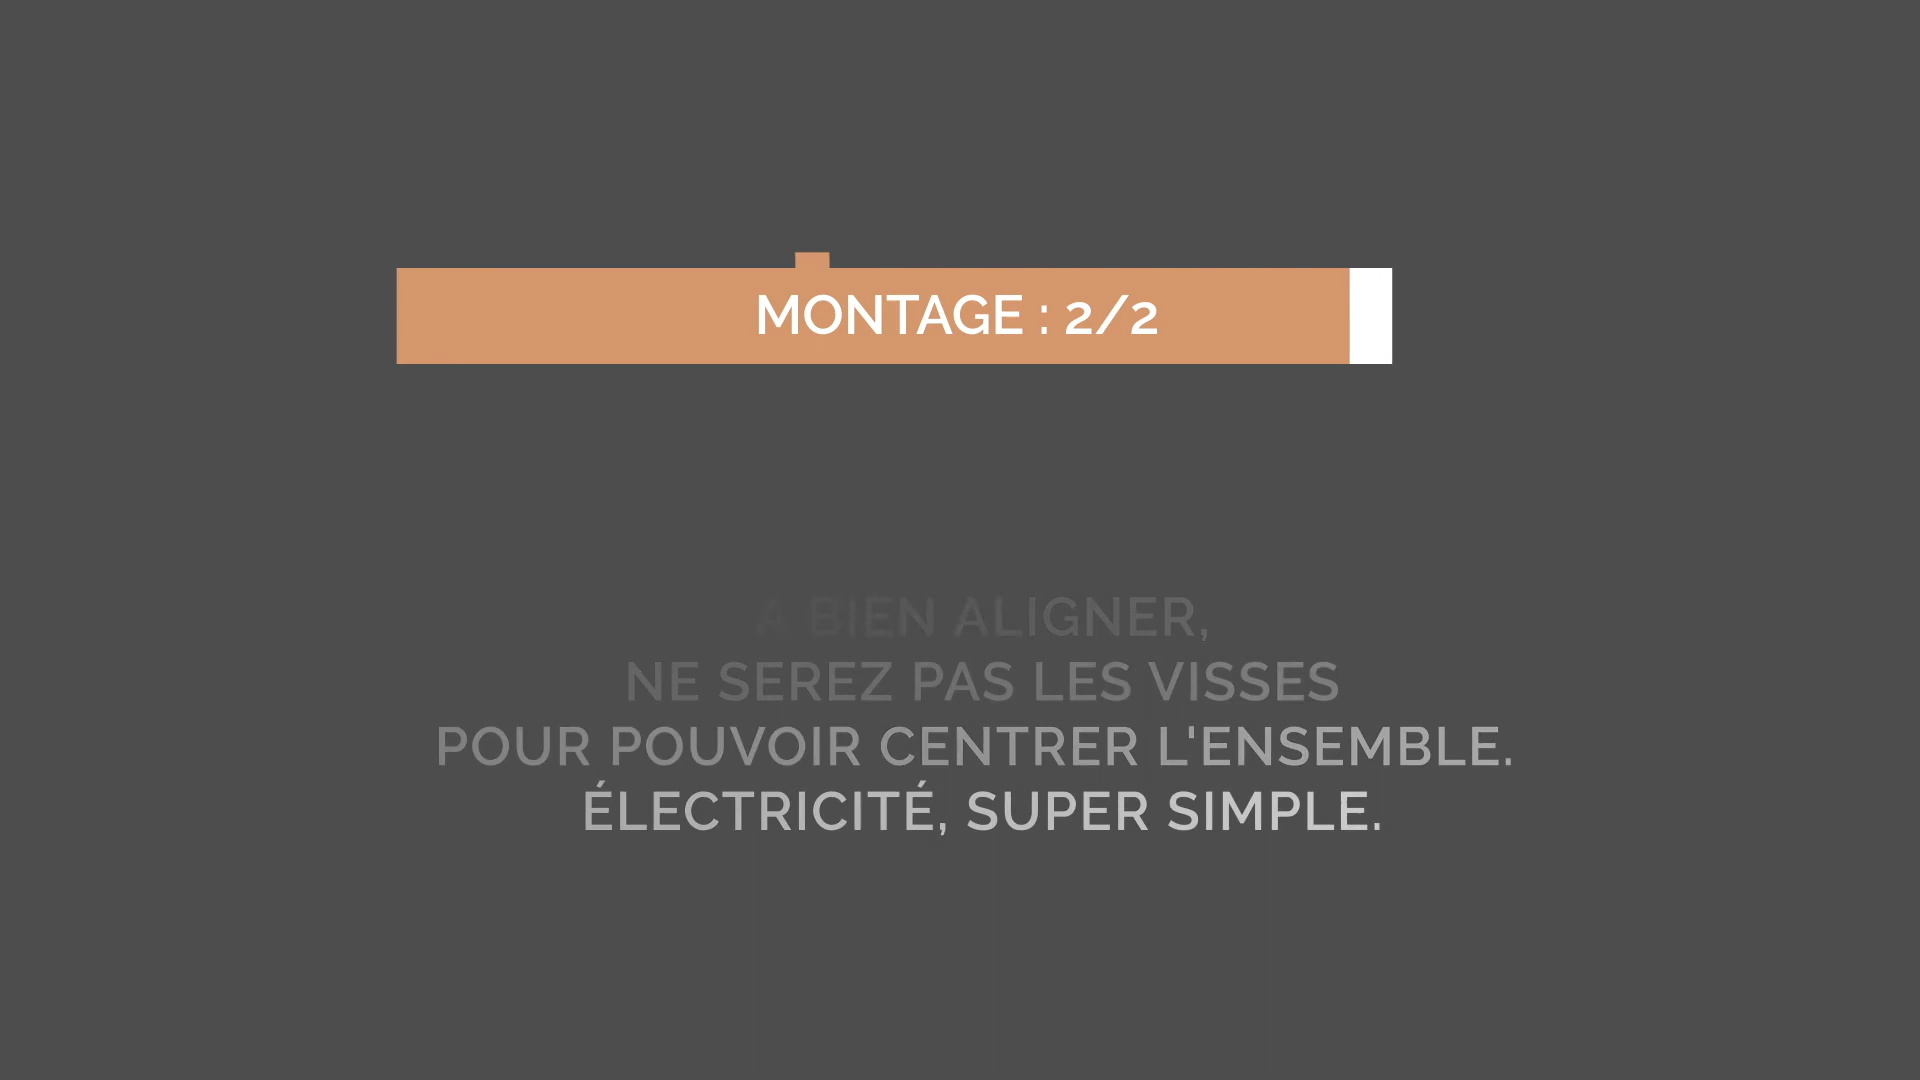 MONTAGE : 2/2
A BIEN ALIGNER,
NE SEREZ PAS LES VISSES
POUR POUVOIR CENTRER L'ENSEMBLE.
ÉLECTRICITÉ, SUPER SIMPLE.